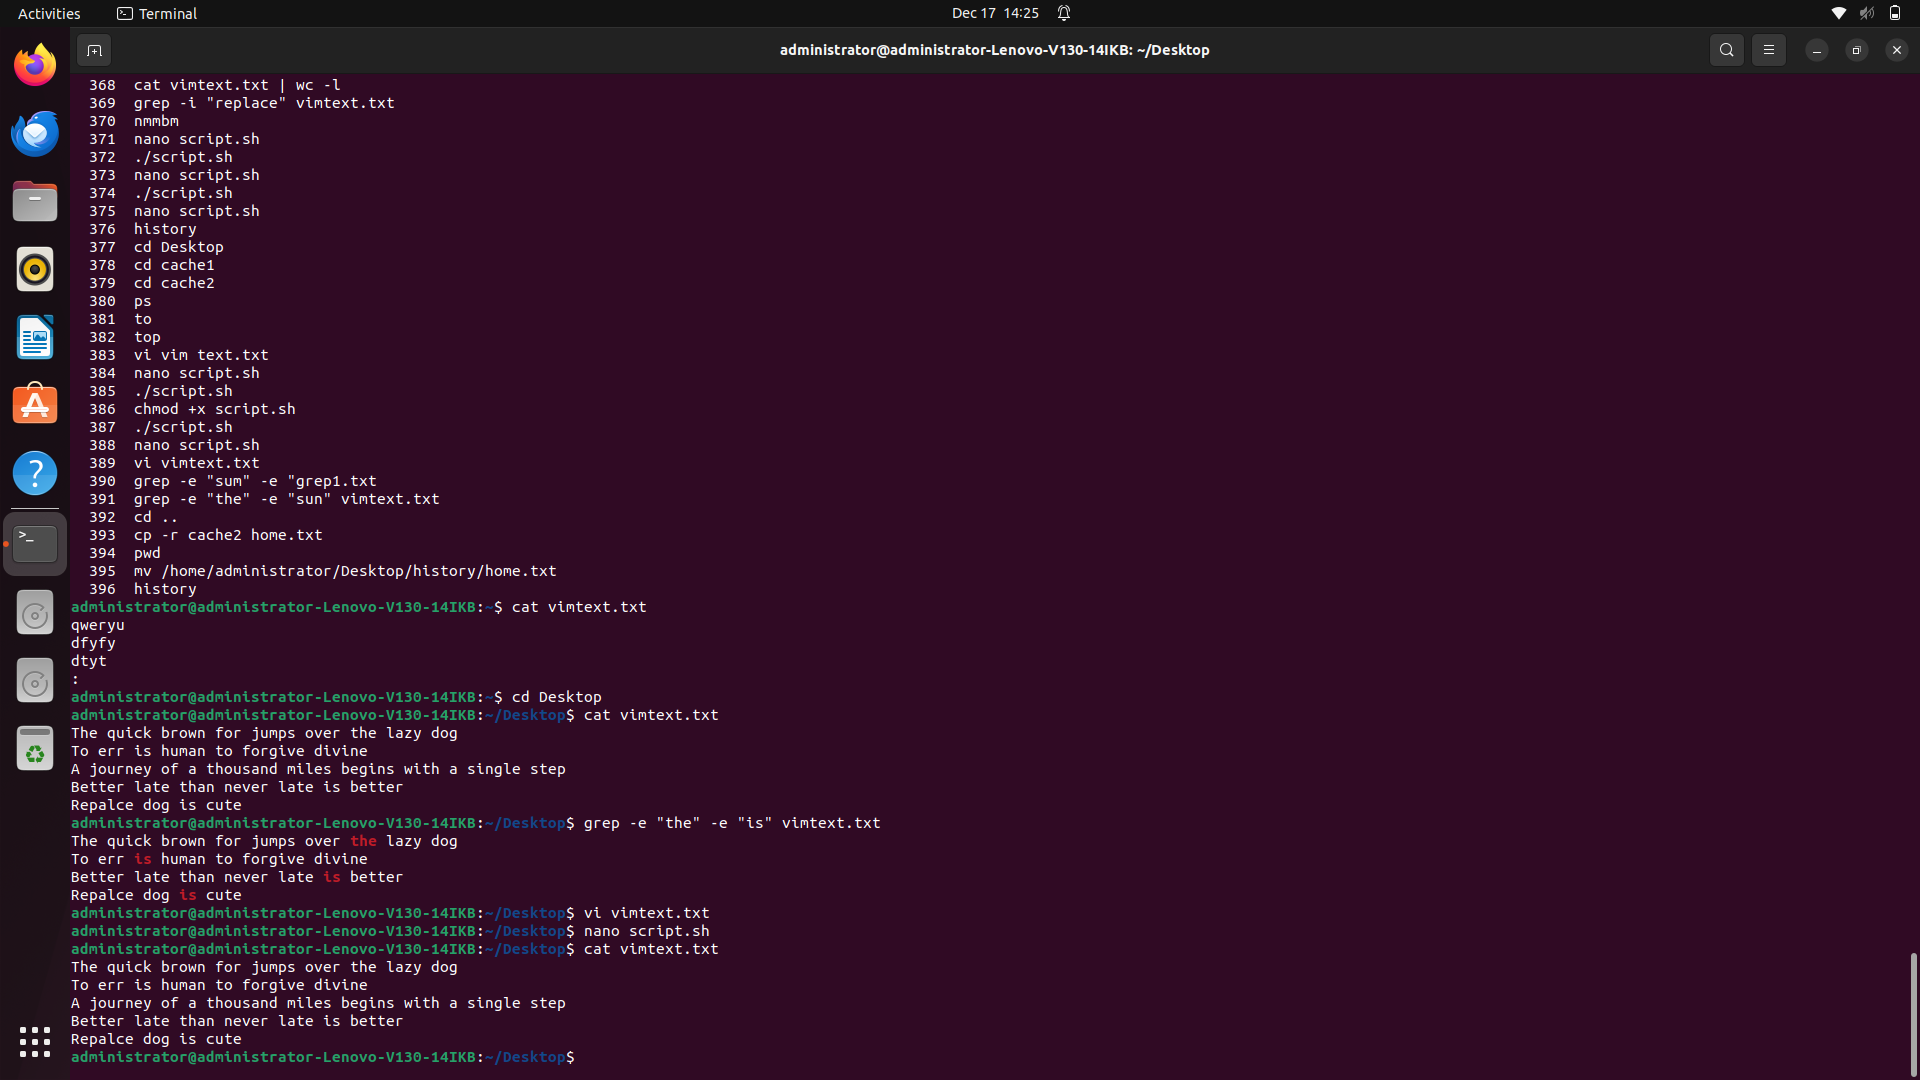 Activities
Terminal
Dec 17 14:25
administrator@administrator-Lenovo-V130-14IKB: ~/Desktop
368 cat vimtext.txt | wc -l
369 grep -i "replace" vimtext.txt
370 nmmbm
371 nano script.sh
372 ./script.sh
373 nano script.sh
374 ./script.sh
375 nano script.sh
376 history
377 cd Desktop
378 cd cache1
379 cd cache2
380 ps
381 to
382 top
383 vi vim text.txt
384 nano script.sh
385 ./script.sh
386 chmod +x script.sh
387 ./script.sh
388 nano script.sh
389 vi vimtext.txt
390 grep -e "sum" -e "grep1.txt
391 grep -e "the" -e "sun" vimtext.txt
392 cd ..
393 cp -r cache2 home.txt
394 pwd
395 mv /home/administrator/Desktop/history/home.txt
396 history
administrator@administrator-Lenovo-V130-14IKB:~$ cat vimtext.txt
qweryu
dfyfy
dtyt
:
administrator@administrator-Lenovo-V130-14IKB:~$ cd Desktop
administrator@administrator-Lenovo-V130-14IKB:~/Desktop$ cat vimtext.txt
The quick brown for jumps over the lazy dog
To err is human to forgive divine
A journey of a thousand miles begins with a single step
Better late than never late is better
Repalce dog is cute
administrator@administrator-Lenovo-V130-14IKB:~/Desktop$ grep -e "the" -e "is" vimtext.txt
The quick brown for jumps over the lazy dog
To err is human to forgive divine
Better late than never late is better
Repalce dog is cute
administrator@administrator-Lenovo-V130-14IKB:~/Desktop$ vi vimtext.txt
administrator@administrator-Lenovo-V130-14IKB:~/Desktop$ nano script.sh
administrator@administrator-Lenovo-V130-14IKB:~/Desktop$ cat vimtext.txt
The quick brown for jumps over the lazy dog
To err is human to forgive divine
A journey of a thousand miles begins with a single step
Better late than never late is better
Repalce dog is cute
administrator@administrator-Lenovo-V130-14IKB:~/Desktop$